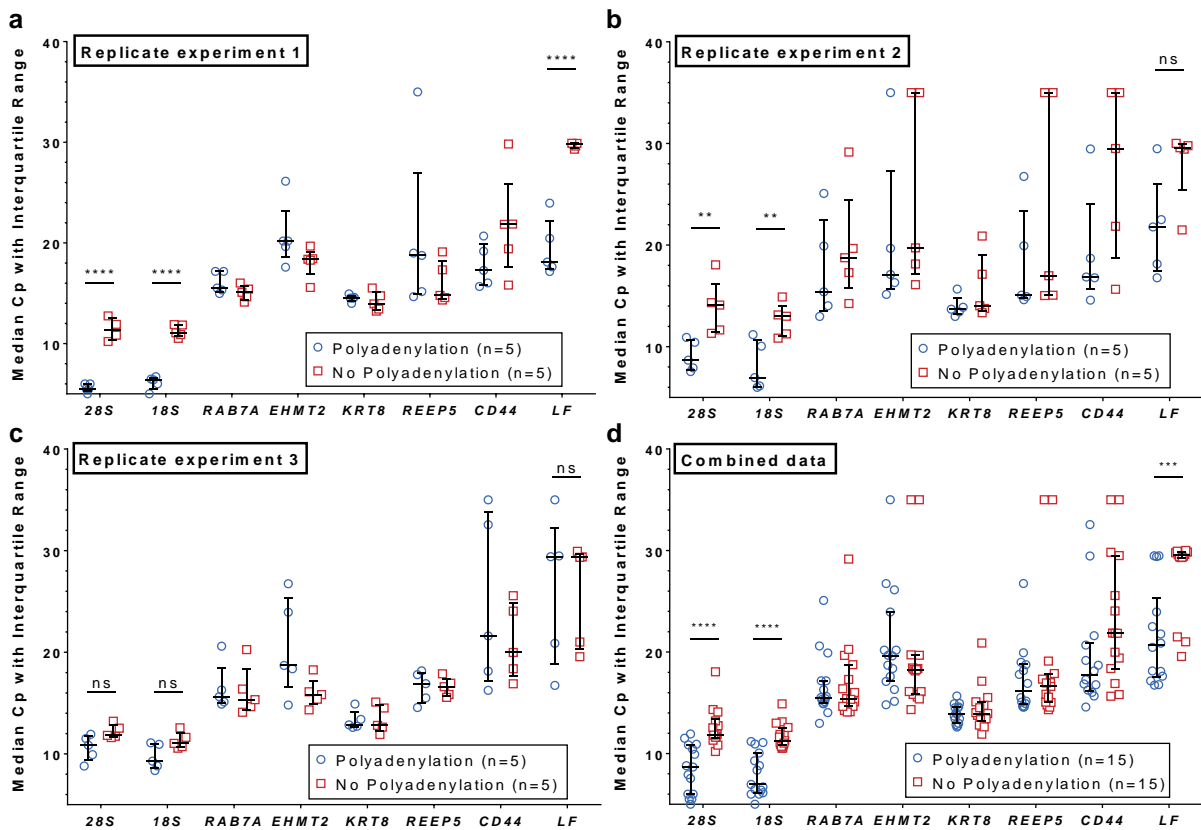 a
Replicate experiment 1
Median Cp with Interquartile Range
40
30
20
10
****
****
****
Polyadenylation (n=5)
No Polyadenylation (n=5)
28S 18S RAB7A EHMT2 KRT8 REEP5 CD44 LF
b
Replicate experiment 2
Median Cp with Interquartile Range
40
30
20
10
**
**
ns
Polyadenylation (n=5)
No Polyadenylation (n=5)
28S 18S RAB7A EHMT2 KRT8 REEP5 CD44 LF
c
Replicate experiment 3
Median Cp with Interquartile Range
40
30
20
10
ns
ns
ns
Polyadenylation (n=5)
No Polyadenylation (n=5)
28S 18S RAB7A EHMT2 KRT8 REEP5 CD44 LF
d
Combined data
Median Cp with Interquartile Range
40
30
20
10
****
****
***
Polyadenylation (n=15)
No Polyadenylation (n=15)
28S 18S RAB7A EHMT2 KRT8 REEP5 CD44 LF